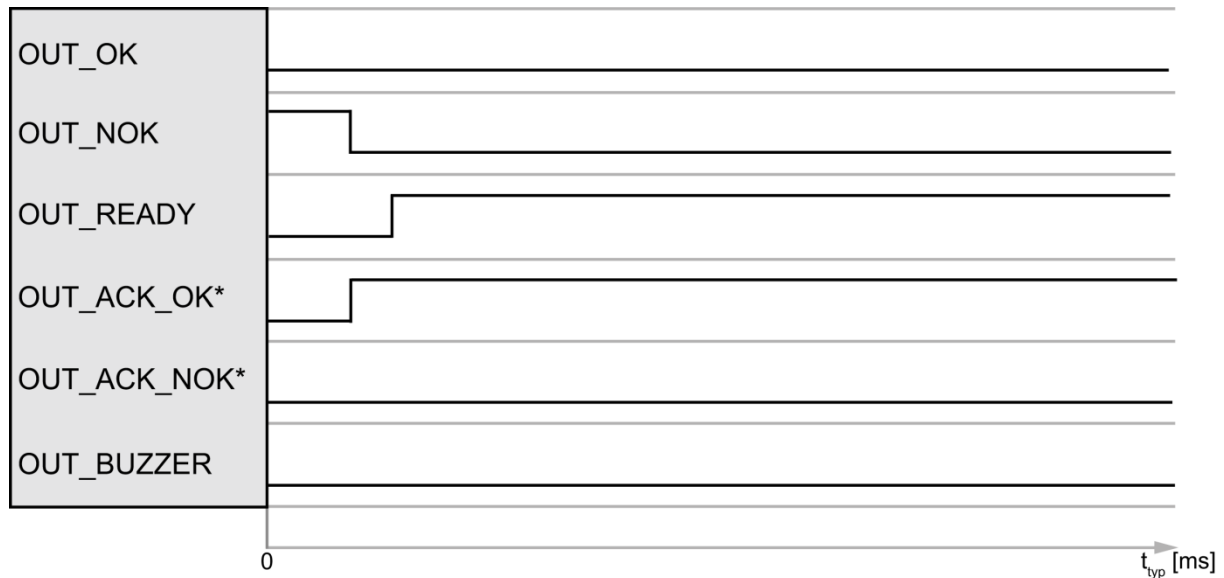 OUT_OK
OUT_NOK
OUT_READY
OUT_ACK_OK*
OUT_ACK_NOK*
OUT_BUZZER
0 t_typ [ms]